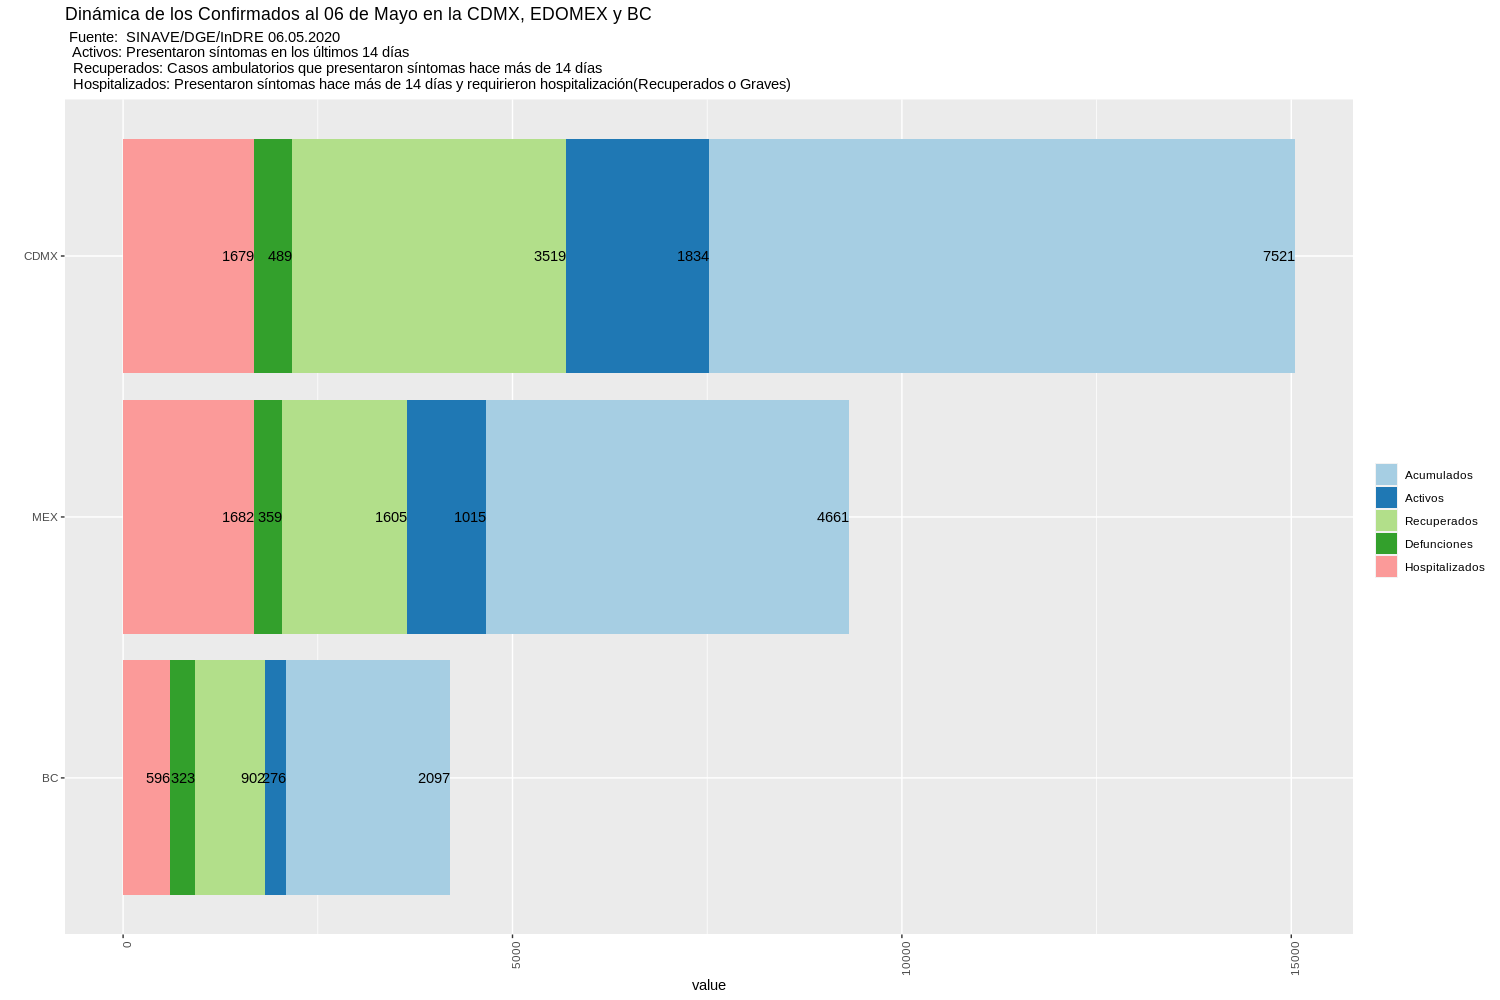 Dinámica de los Confirmados al 06 de Mayo en la CDMX, EDOMEX y BC
Fuente: SINAVE/DGE/InDRE 06.05.2020
Activos: Presentaron síntomas en los últimos 14 días
Recuperados: Casos ambulatorios que presentaron síntomas hace más de 14 días
Hospitalizados: Presentaron síntomas hace más de 14 días y requirieron hospitalización(Recuperados o Graves)
CDMX 1679 489 3519 1834 7521
MEX 1682 359 1605 1015 4661
BC 596 323 902 276 2097
0 5000 10000 15000
value
Acumulados
Activos
Recuperados
Defunciones
Hospitalizados